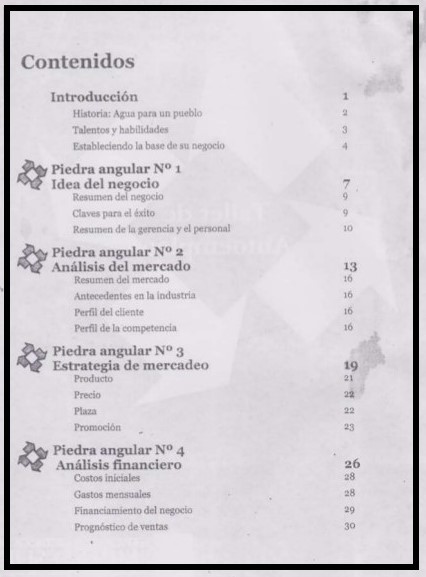 Contenidos
Introducción 1
Historia: Agua para un pueblo 2
Talentos y habilidades 3
Estableciendo la base de su negocio 4
Piedra angular Nº 1
Idea del negocio 7
Resumen del negocio 9
Claves para el éxito 9
Resumen de la gerencia y el personal 10
Piedra angular Nº 2
Análisis del mercado 13
Resumen del mercado 16
Antecedentes en la industria 16
Perfil del cliente 16
Perfil de la competencia 16
Piedra angular Nº 3
Estrategia de mercadeo 19
Producto 21
Precio 22
Plaza 22
Promoción 23
Piedra angular Nº 4
Análisis financiero 26
Costos iniciales 28
Gastos mensuales 28
Financiamiento del negocio 29
Prognóstico de ventas 30